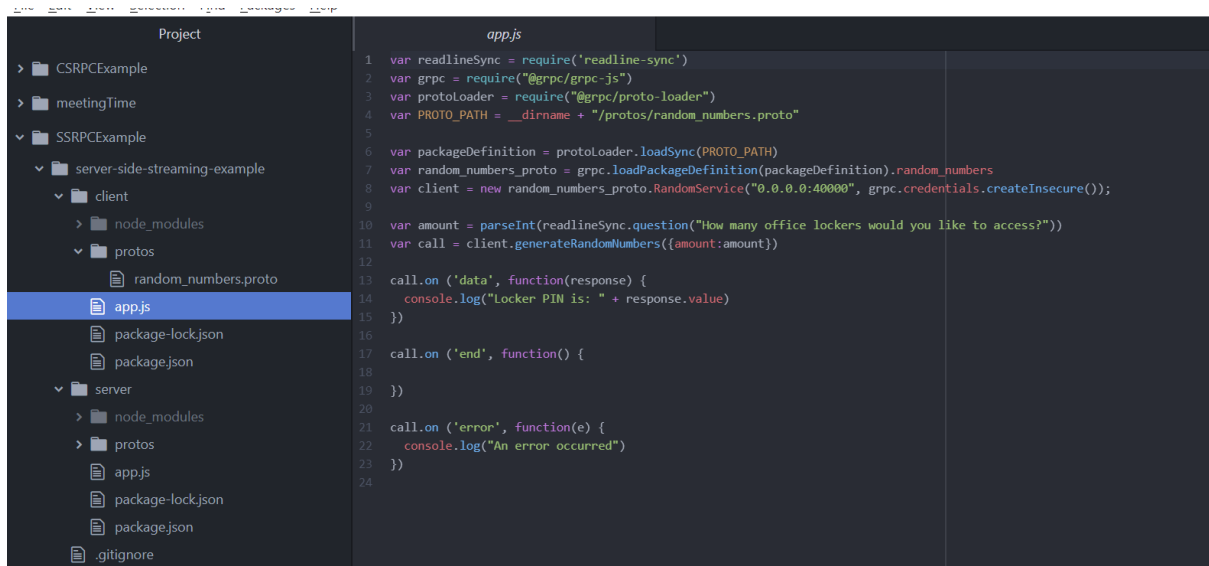 File Edit View Selection Find Packages Help
Project
CSRPCExample
meetingTime
SSRPCExample
server-side-streaming-example
client
node_modules
protos
random_numbers.proto
app.js
package-lock.json
package.json
server
node_modules
protos
app.js
package-lock.json
package.json
.gitignore
app.js
1 var readlineSync = require('readline-sync')
2 var grpc = require("@grpc/grpc-js")
3 var protoLoader = require("@grpc/proto-loader")
4 var PROTO_PATH = __dirname + "/protos/random_numbers.proto"
5
6 var packageDefinition = protoLoader.loadSync(PROTO_PATH)
7 var random_numbers_proto = grpc.loadPackageDefinition(packageDefinition).random_numbers
8 var client = new random_numbers_proto.RandomService("0.0.0.0:40000", grpc.credentials.createInsecure());
9
10 var amount = parseInt(readlineSync.question("How many office lockers would you like to access?"))
11 var call = client.generateRandomNumbers({amount:amount})
12
13 call.on ('data', function(response) {
14 console.log("Locker PIN is: " + response.value)
15 })
16
17 call.on ('end', function() {
18
19 })
20
21 call.on ('error', function(e) {
22 console.log("An error occurred")
23 })
24